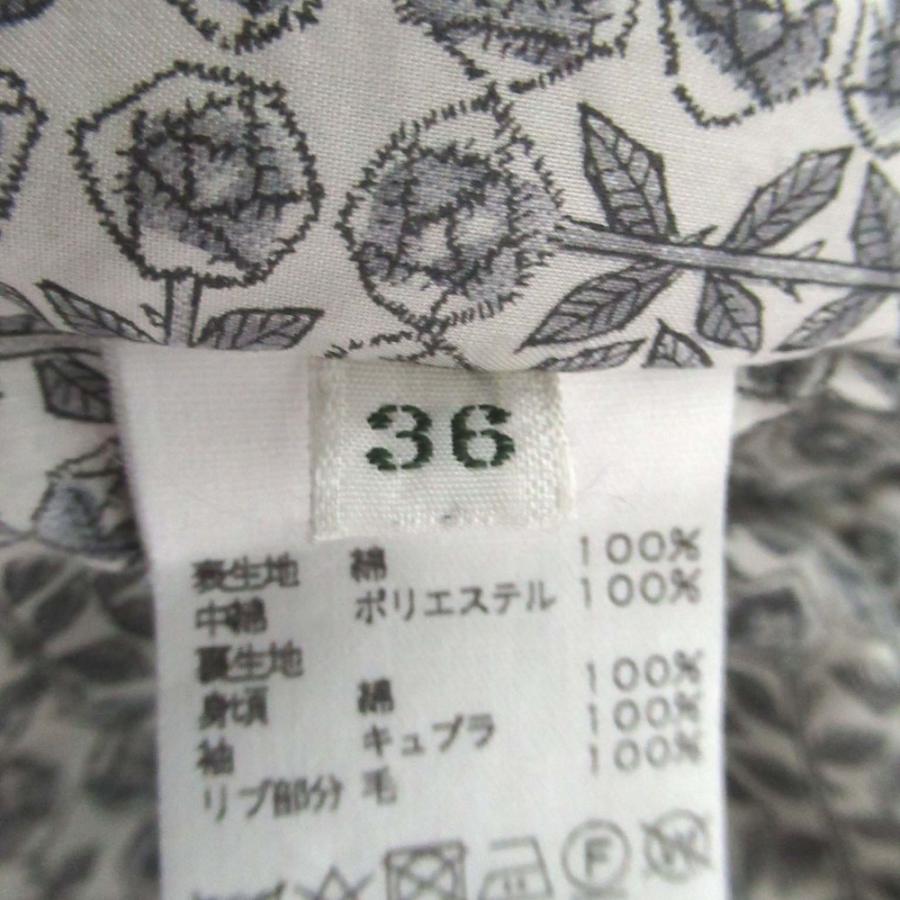 36
表生地 綿 100%
中綿 ポリエステル 100%
裏生地
身頃 綿 100%
袖 キュプラ 100%
リブ部分 毛 100%
F
W